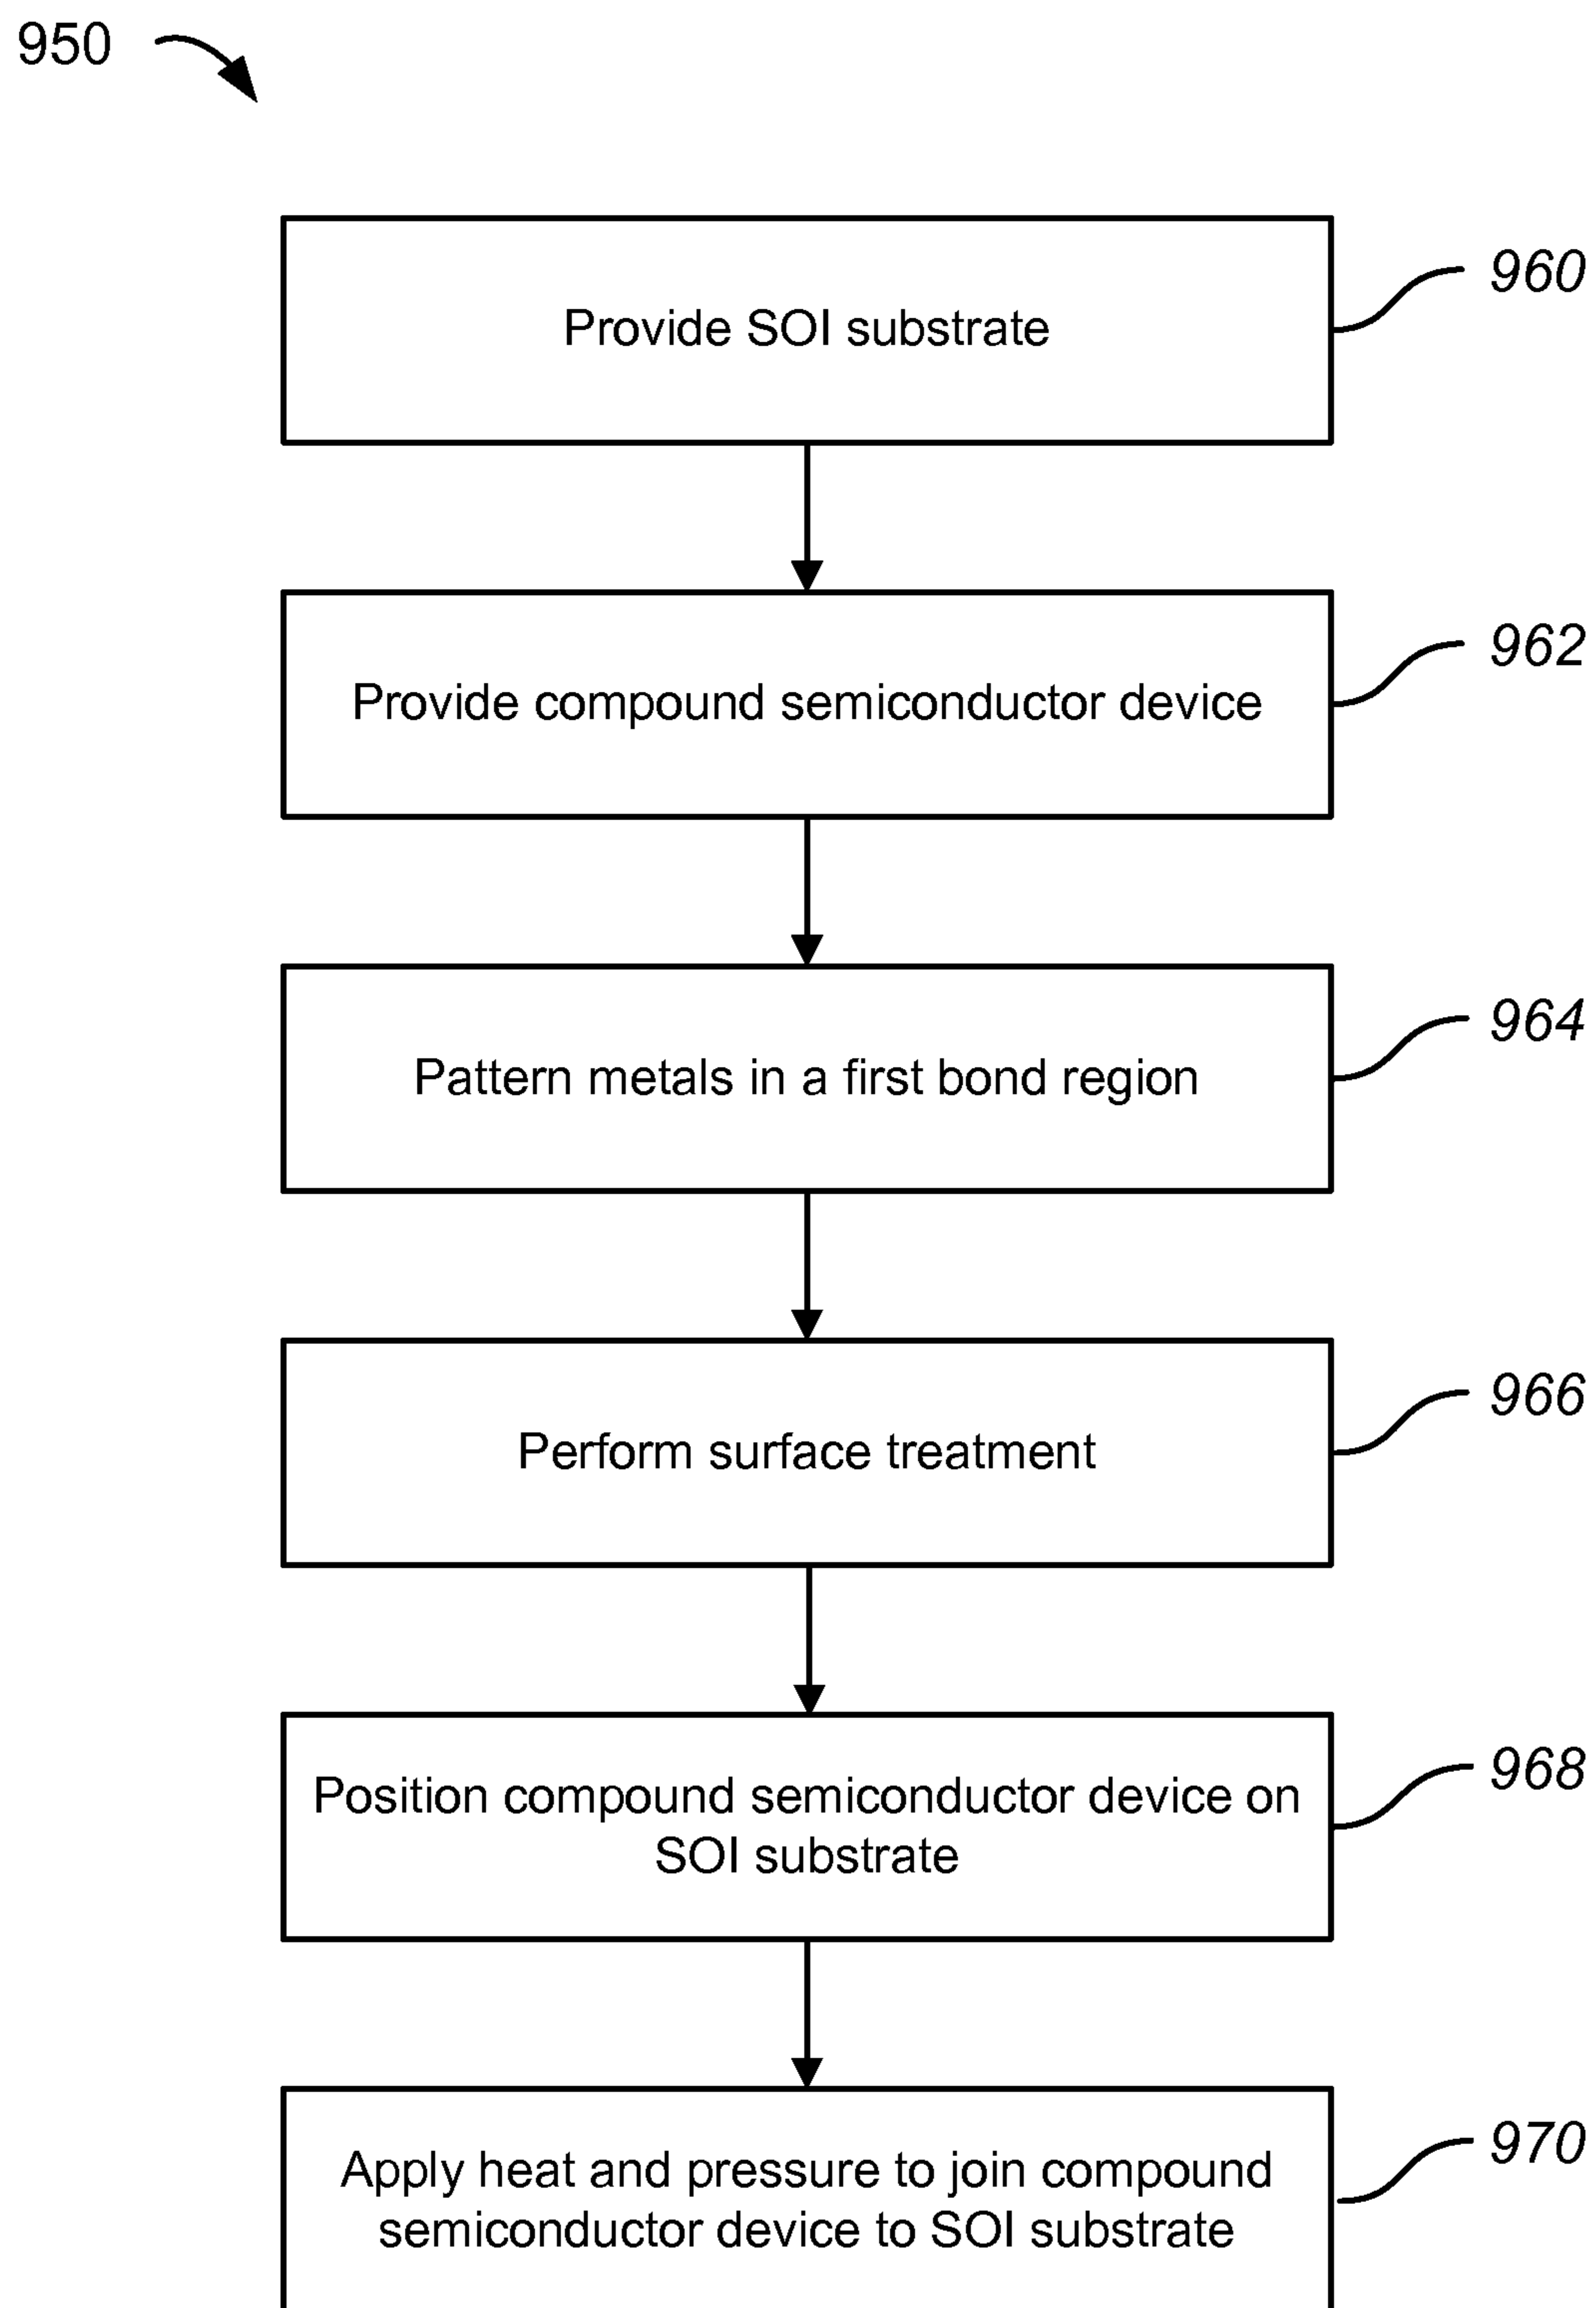 950
Provide SOI substrate
960
Provide compound semiconductor device
962
Pattern metals in a first bond region
964
Perform surface treatment
966
Position compound semiconductor device on
SOI substrate
968
Apply heat and pressure to join compound
semiconductor device to SOI substrate
970